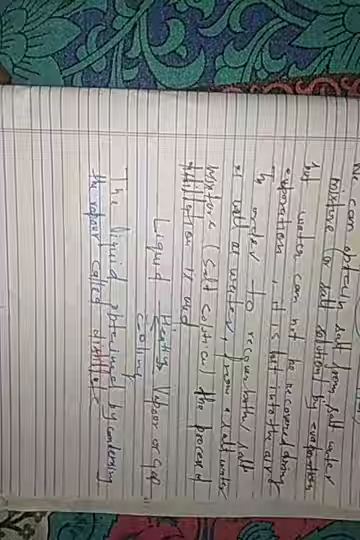 We can obtain salt from salt water
mixture (or salt solution) by evaporation
but water can not be recovered during
evaporation, it is lost into the air
In order to recover both salt
as well as water, from a salt water
mixture (salt solution) the process of
distillation is used
Liquid Heating Vapour or Gas
Cooling
The liquid obtained by condensing
the vapour called distillate